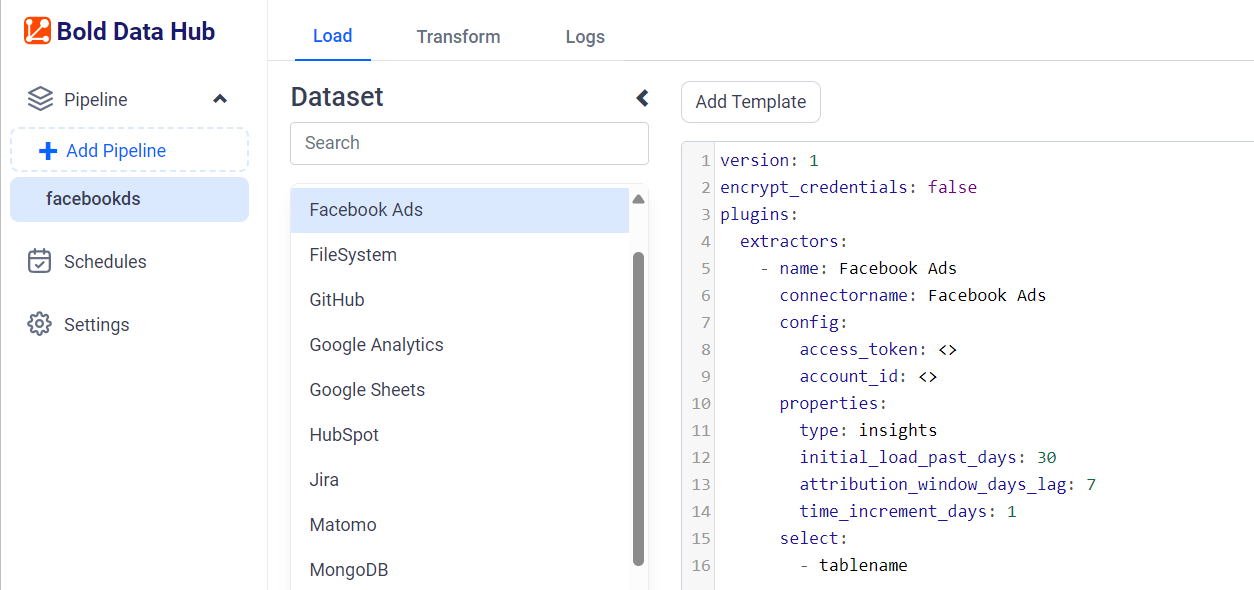 Bold Data Hub
Pipeline
Add Pipeline
facebookds
Schedules
Settings
Load Transform Logs
Dataset
Search
Facebook Ads
FileSystem
GitHub
Google Analytics
Google Sheets
HubSpot
Jira
Matomo
MongoDB
Add Template
1 version: 1
2 encrypt_credentials: false
3 plugins:
4   extractors:
5     - name: Facebook Ads
6       connectorname: Facebook Ads
7       config:
8         access_token: <>
9         account_id: <>
10       properties:
11         type: insights
12         initial_load_past_days: 30
13         attribution_window_days_lag: 7
14         time_increment_days: 1
15       select:
16         - tablename